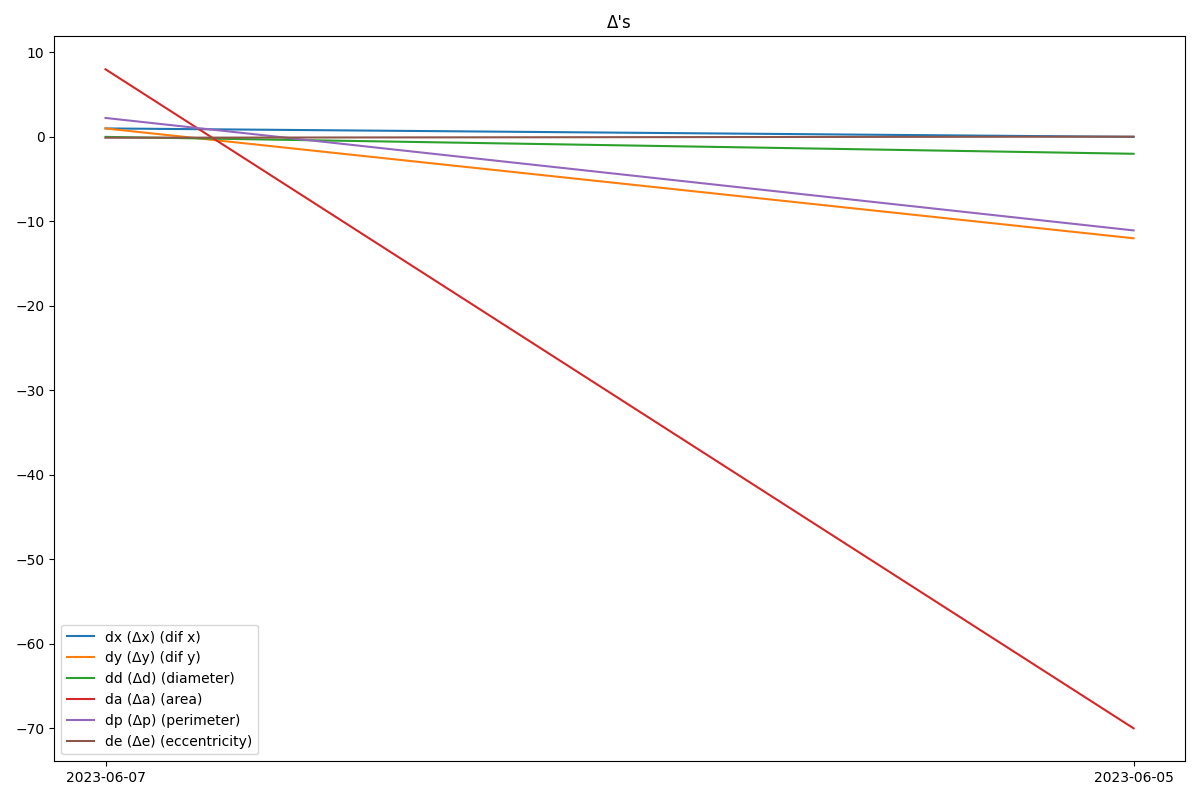 Δ's
10
0
−10
−20
−30
−40
−50
−60
−70
dx (Δx) (dif x)
dy (Δy) (dif y)
dd (Δd) (diameter)
da (Δa) (area)
dp (Δp) (perimeter)
de (Δe) (eccentricity)
2023-06-07 2023-06-05